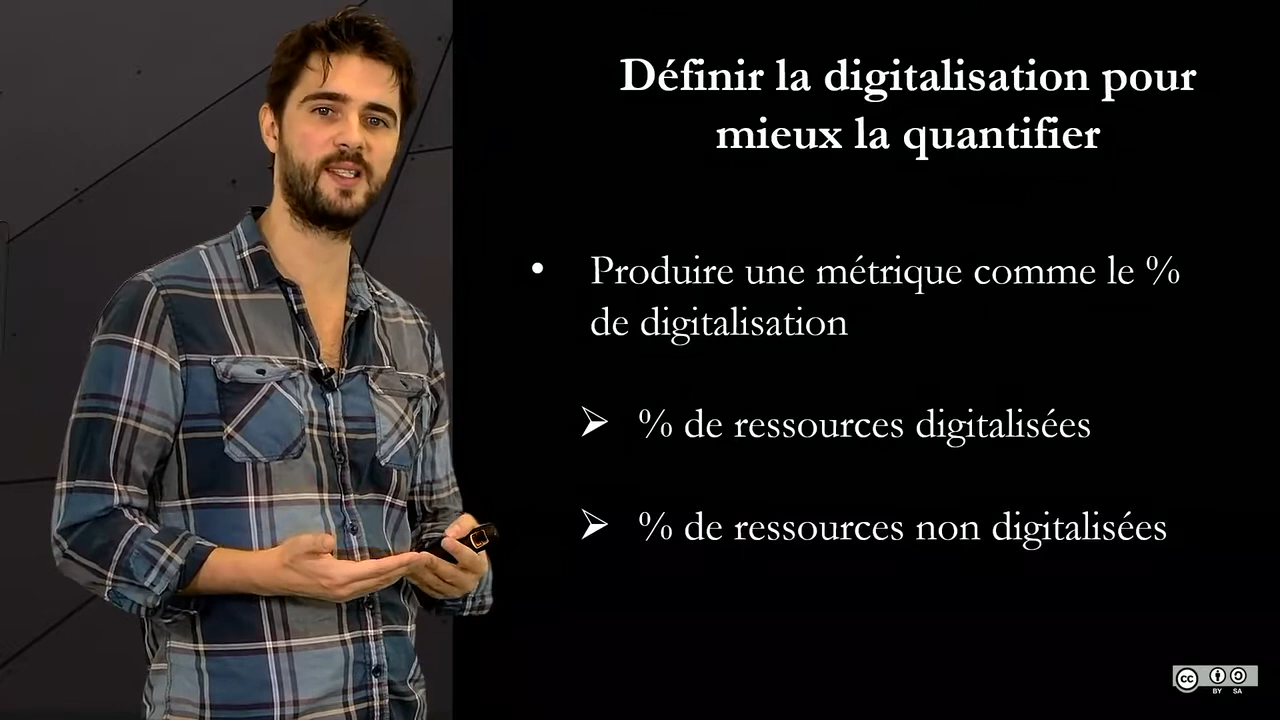 Définir la digitalisation pour
mieux la quantifier
• Produire une métrique comme le %
de digitalisation
➢ % de ressources digitalisées
➢ % de ressources non digitalisées
cc
BY SA